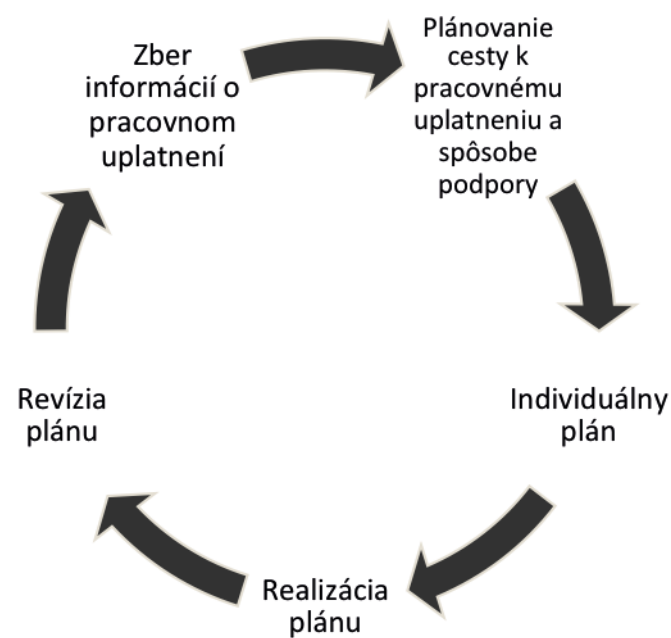 Zber
informácií o
pracovnom
uplatnení
Plánovanie
cesty k
pracovnému
uplatneniu a
spôsobe
podpory
Individuálny
plán
Realizácia
plánu
Revízia
plánu